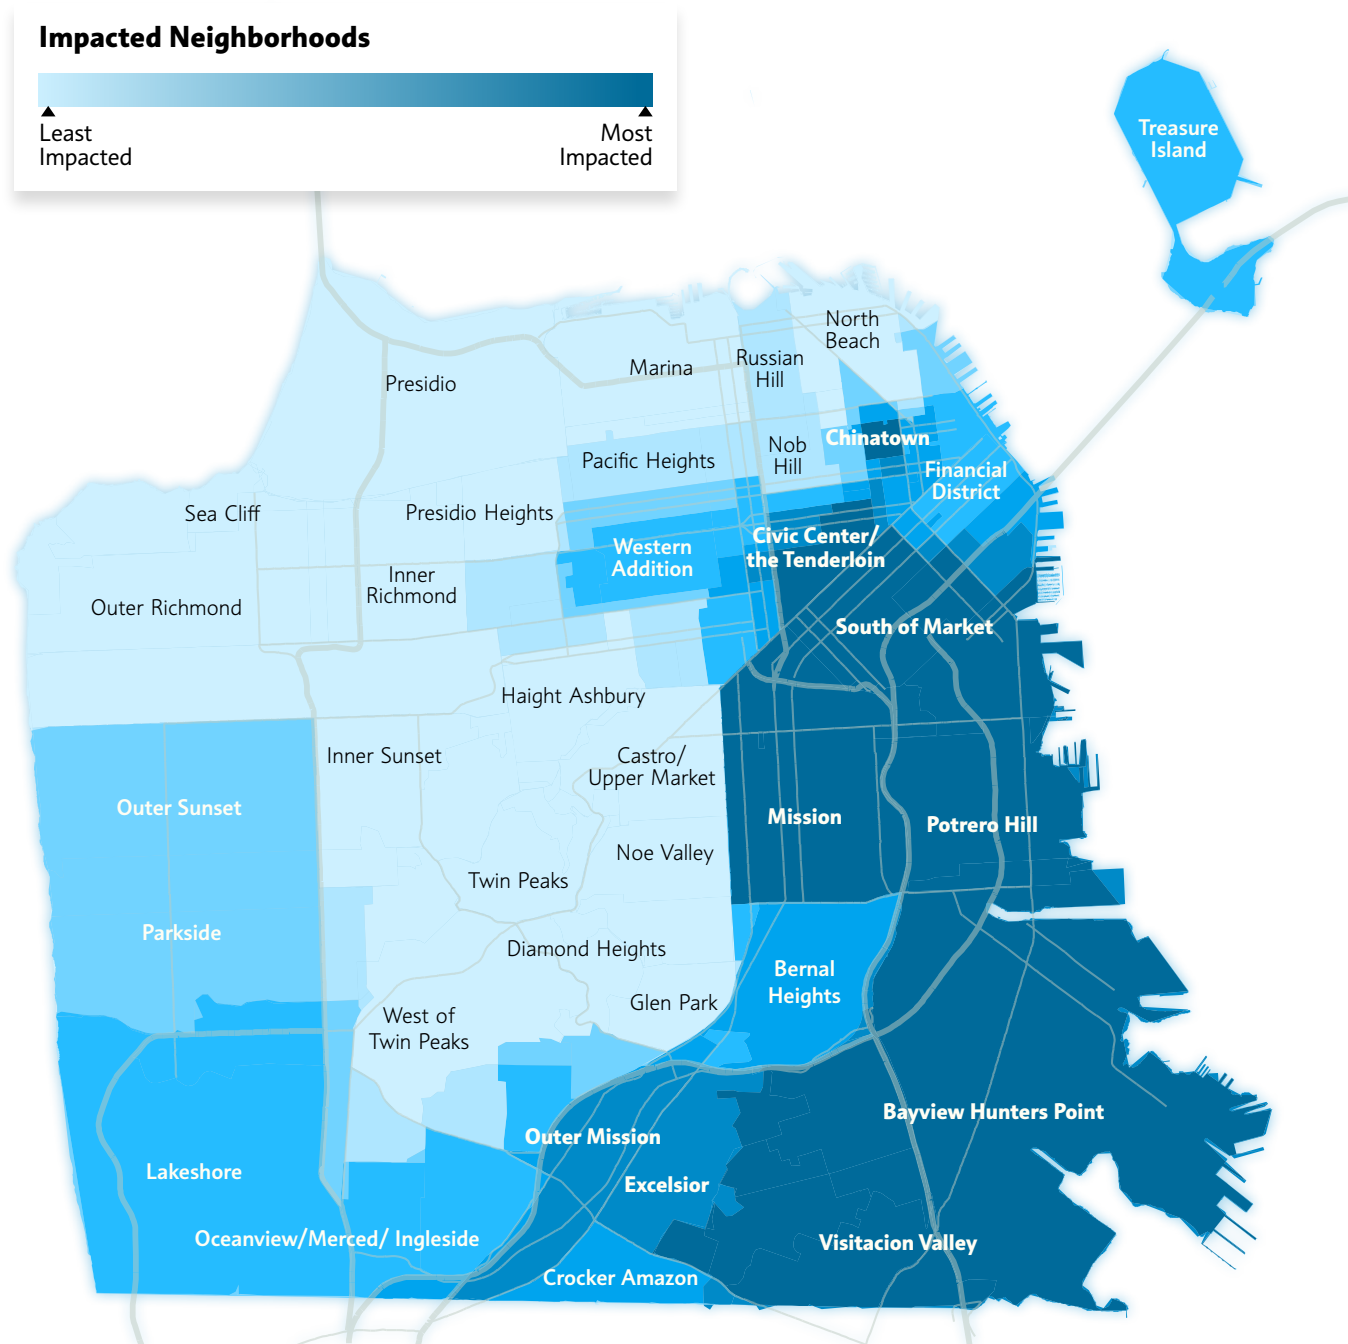 Impacted Neighborhoods
Least
Impacted
Most
Impacted
Treasure
Island
North
Beach
Marina
Russian
Hill
Presidio
Chinatown
Nob
Hill
Pacific Heights
Financial
District
Sea Cliff
Presidio Heights
Civic Center/
the Tenderloin
Western
Addition
Inner
Richmond
Outer Richmond
South of Market
Haight Ashbury
Inner Sunset
Castro/
Upper Market
Outer Sunset
Mission
Potrero Hill
Noe Valley
Twin Peaks
Parkside
Diamond Heights
Bernal
Heights
Glen Park
West of
Twin Peaks
Bayview Hunters Point
Outer Mission
Lakeshore
Excelsior
Oceanview/Merced/ Ingleside
Visitacion Valley
Crocker Amazon